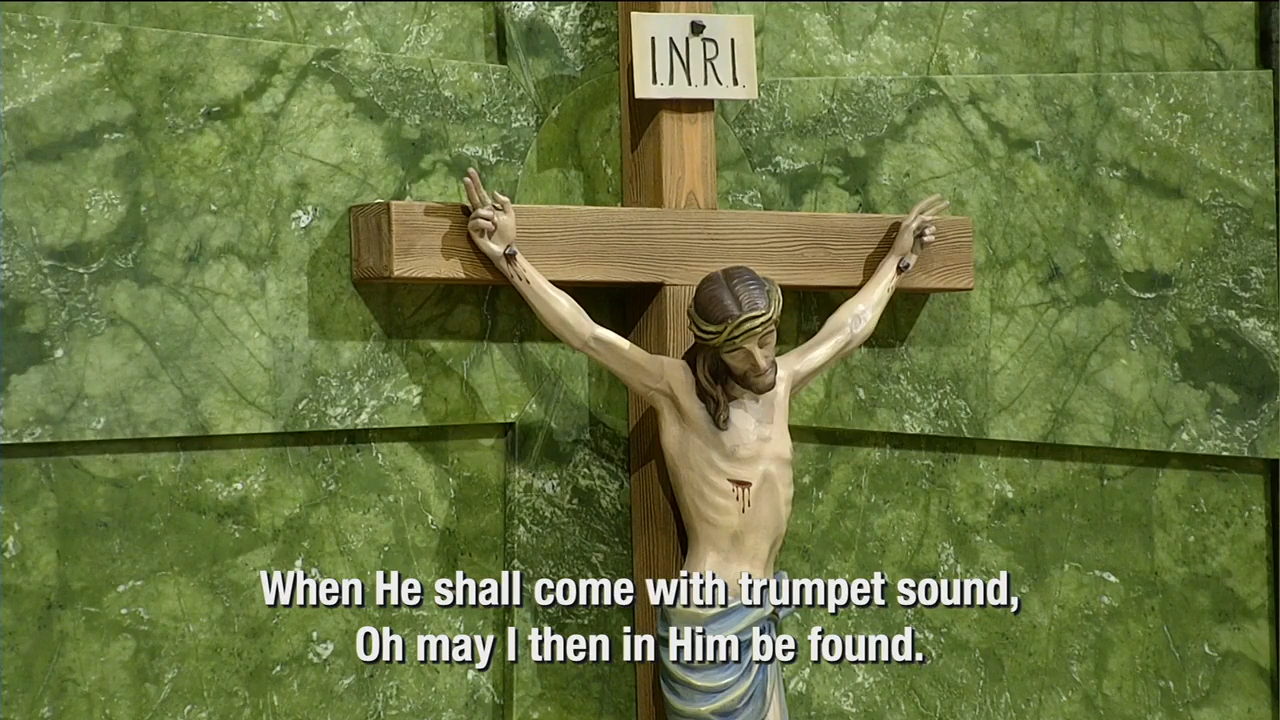 I.N.R.I.
When He shall come with trumpet sound,
Oh may I then in Him be found.